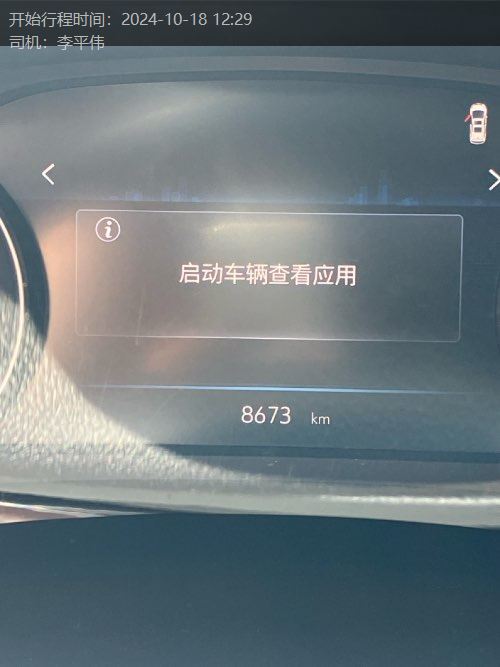 开始行程时间：2024-10-18 12:29
司机：李平伟
i
启动车辆查看应用
8673 km